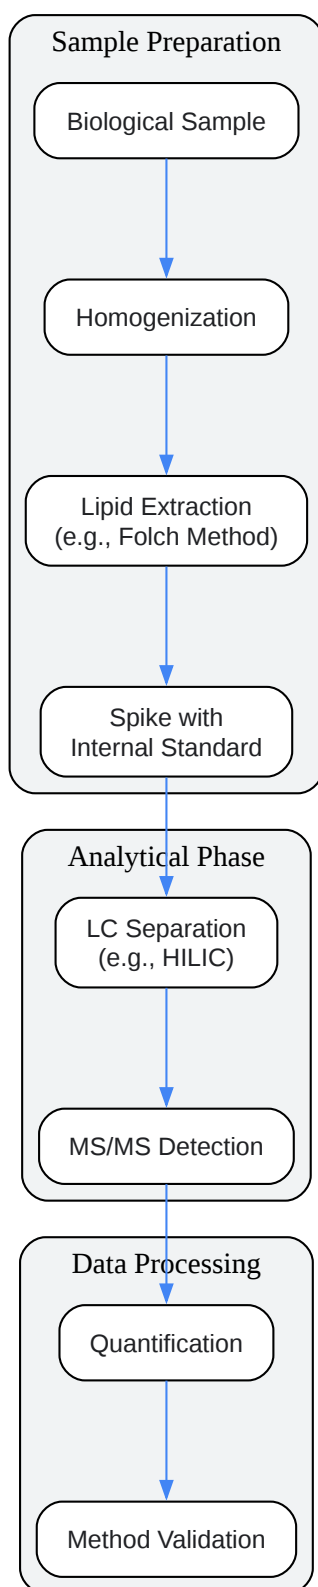 Sample Preparation
Biological Sample
Homogenization
Lipid Extraction
(e.g., Folch Method)
Spike with
Internal Standard
Analytical Phase
LC Separation
(e.g., HILIC)
MS/MS Detection
Data Processing
Quantification
Method Validation